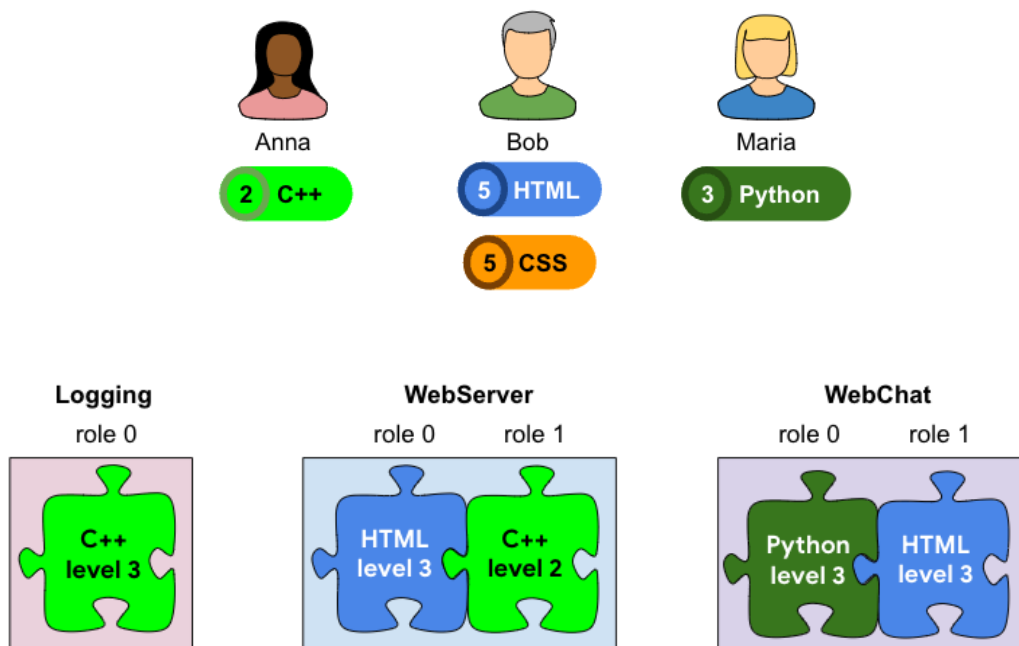 Anna Bob Maria
2 C++ 5 HTML 3 Python
5 CSS
Logging WebServer WebChat
role 0 role 0 role 1 role 0 role 1
C++
level 3
HTML
level 3
C++
level 2
Python
level 3
HTML
level 3